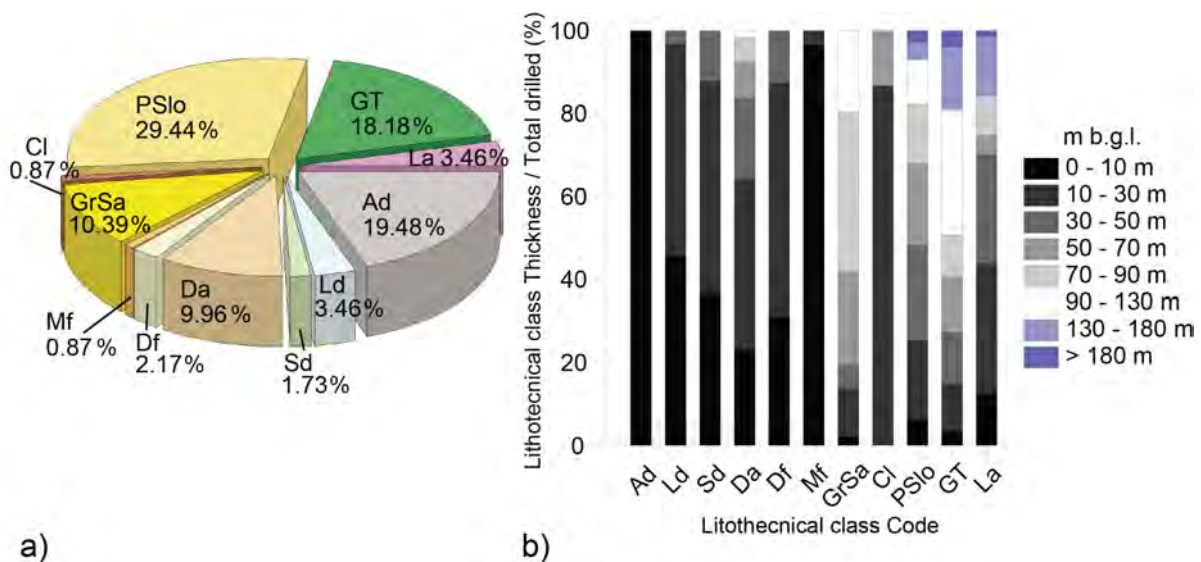 PSlo
29.44%
GT
18.18%
La 3.46%
Ad
19.48%
Ld
3.46%
Sd
1.73%
Da
9.96%
Df
2.17%
Mf
0.87%
GrSa
10.39%
Cl
0.87%
a)
Lithotecnical class Thickness / Total drilled (%)
100
80
60
40
20
0
Ad
Ld
Sd
Da
Df
Mf
GrSa
Cl
PSlo
GT
La
Litothecnical class Code
b)
m b.g.l.
0 - 10 m
10 - 30 m
30 - 50 m
50 - 70 m
70 - 90 m
90 - 130 m
130 - 180 m
> 180 m